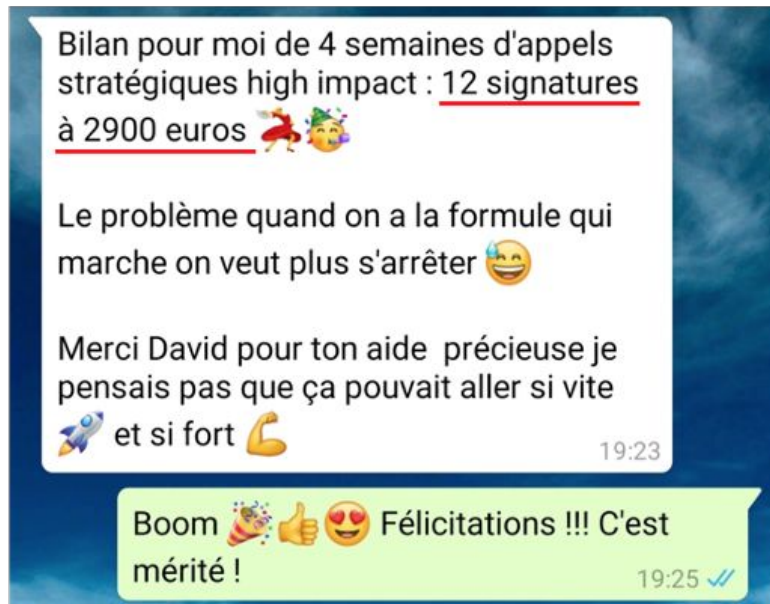 Bilan pour moi de 4 semaines d'appels
stratégiques high impact : 12 signatures
à 2900 euros 💃🥳
Le problème quand on a la formule qui
marche on veut plus s'arrêter 😅
Merci David pour ton aide  précieuse je
pensais pas que ça pouvait aller si vite
🚀 et si fort 💪
19:23
Boom 🎉👍😍 Félicitations !!! C'est
mérité !
19:25